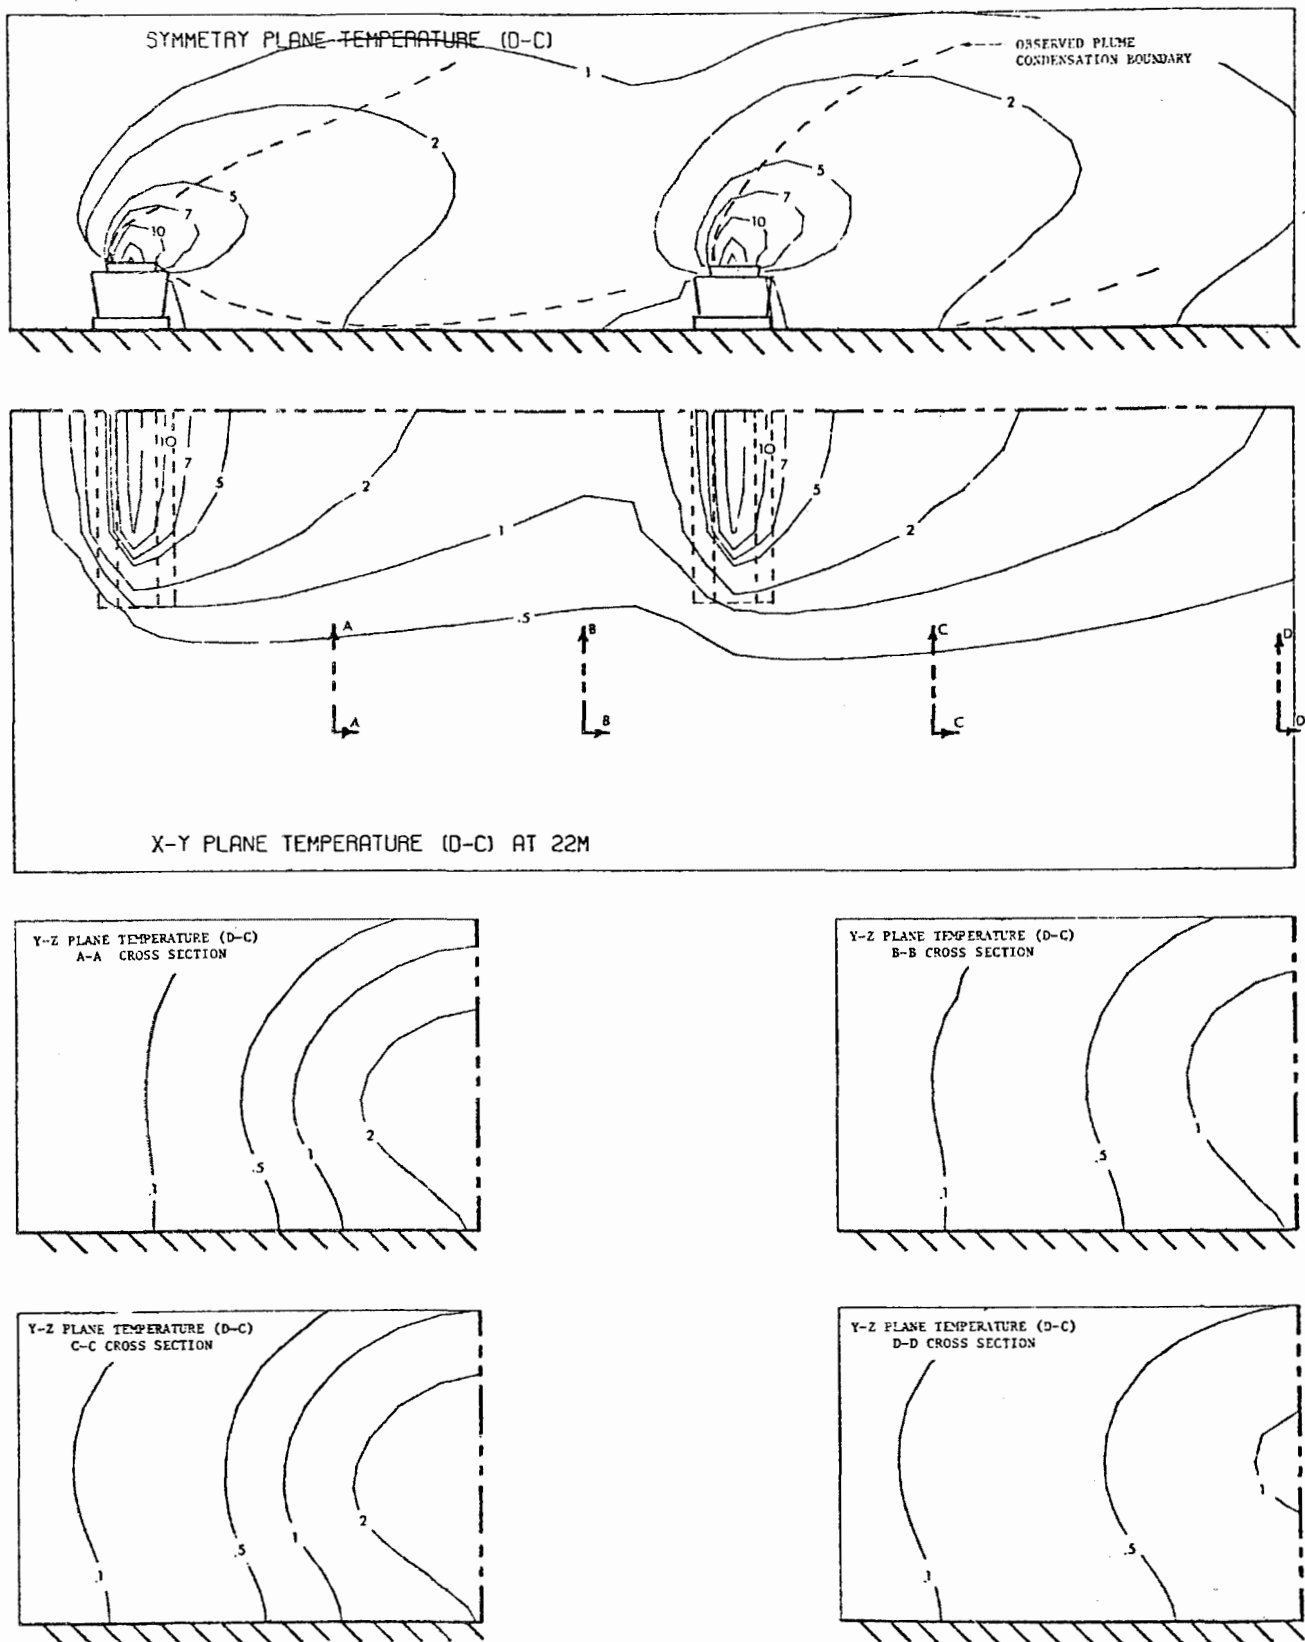 SYMMETRY PLANE TEMPERATURE (D-C)
OBSERVED PLUME
CONDENSATION BOUNDARY
1
2
2
5
5
7
7
10
10
10
10
7
7
5
5
2
2
1
.5
A
B
C
D
A
B
C
D
X-Y PLANE TEMPERATURE (D-C) AT 22M
Y-Z PLANE TEMPERATURE (D-C)
A-A CROSS SECTION
2
1
.5
.1
Y-Z PLANE TEMPERATURE (D-C)
B-B CROSS SECTION
1
.5
.1
Y-Z PLANE TEMPERATURE (D-C)
C-C CROSS SECTION
2
1
.5
.1
Y-Z PLANE TEMPERATURE (D-C)
D-D CROSS SECTION
1
.5
.1